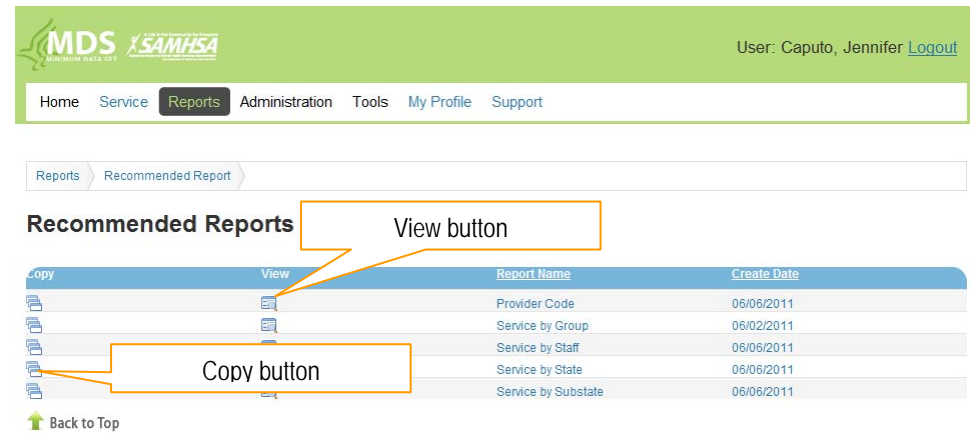 MDS SAMHSA
MINIMUM DATA SET
User: Caputo, Jennifer Logout
Home Service Reports Administration Tools My Profile Support
Reports Recommended Report
Recommended Reports
View button
Copy View Report Name Create Date
Provider Code 06/06/2011
Service by Group 06/02/2011
Service by Staff 06/06/2011
Copy button
Service by State 06/06/2011
Service by Substate 06/06/2011
Back to Top